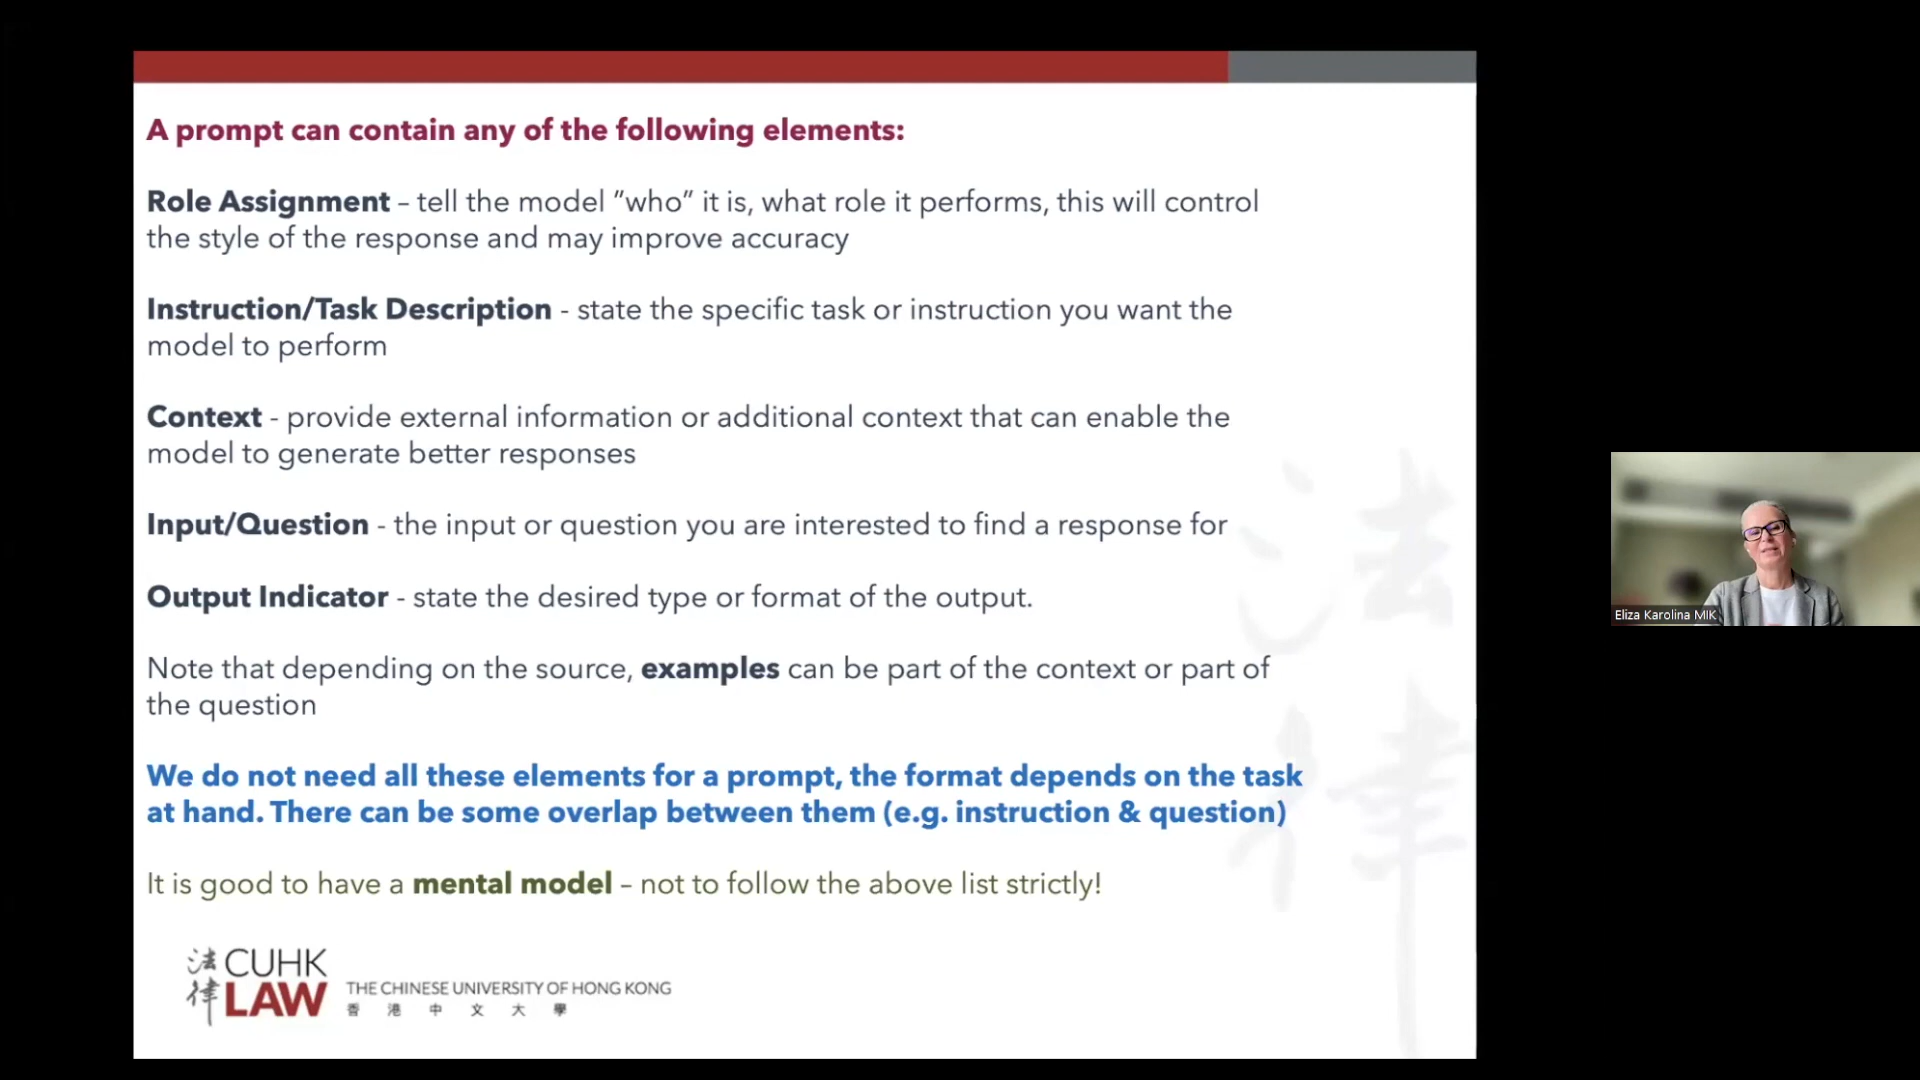 A prompt can contain any of the following elements:
Role Assignment – tell the model “who” it is, what role it performs, this will control
the style of the response and may improve accuracy
Instruction/Task Description - state the specific task or instruction you want the
model to perform
Context - provide external information or additional context that can enable the
model to generate better responses
Input/Question - the input or question you are interested to find a response for
Output Indicator - state the desired type or format of the output.
Note that depending on the source, examples can be part of the context or part of
the question
We do not need all these elements for a prompt, the format depends on the task
at hand. There can be some overlap between them (e.g. instruction & question)
It is good to have a mental model – not to follow the above list strictly!
法律
CUHK
LAW
THE CHINESE UNIVERSITY OF HONG KONG
香港中文大學
法律
Eliza Karolina MIK